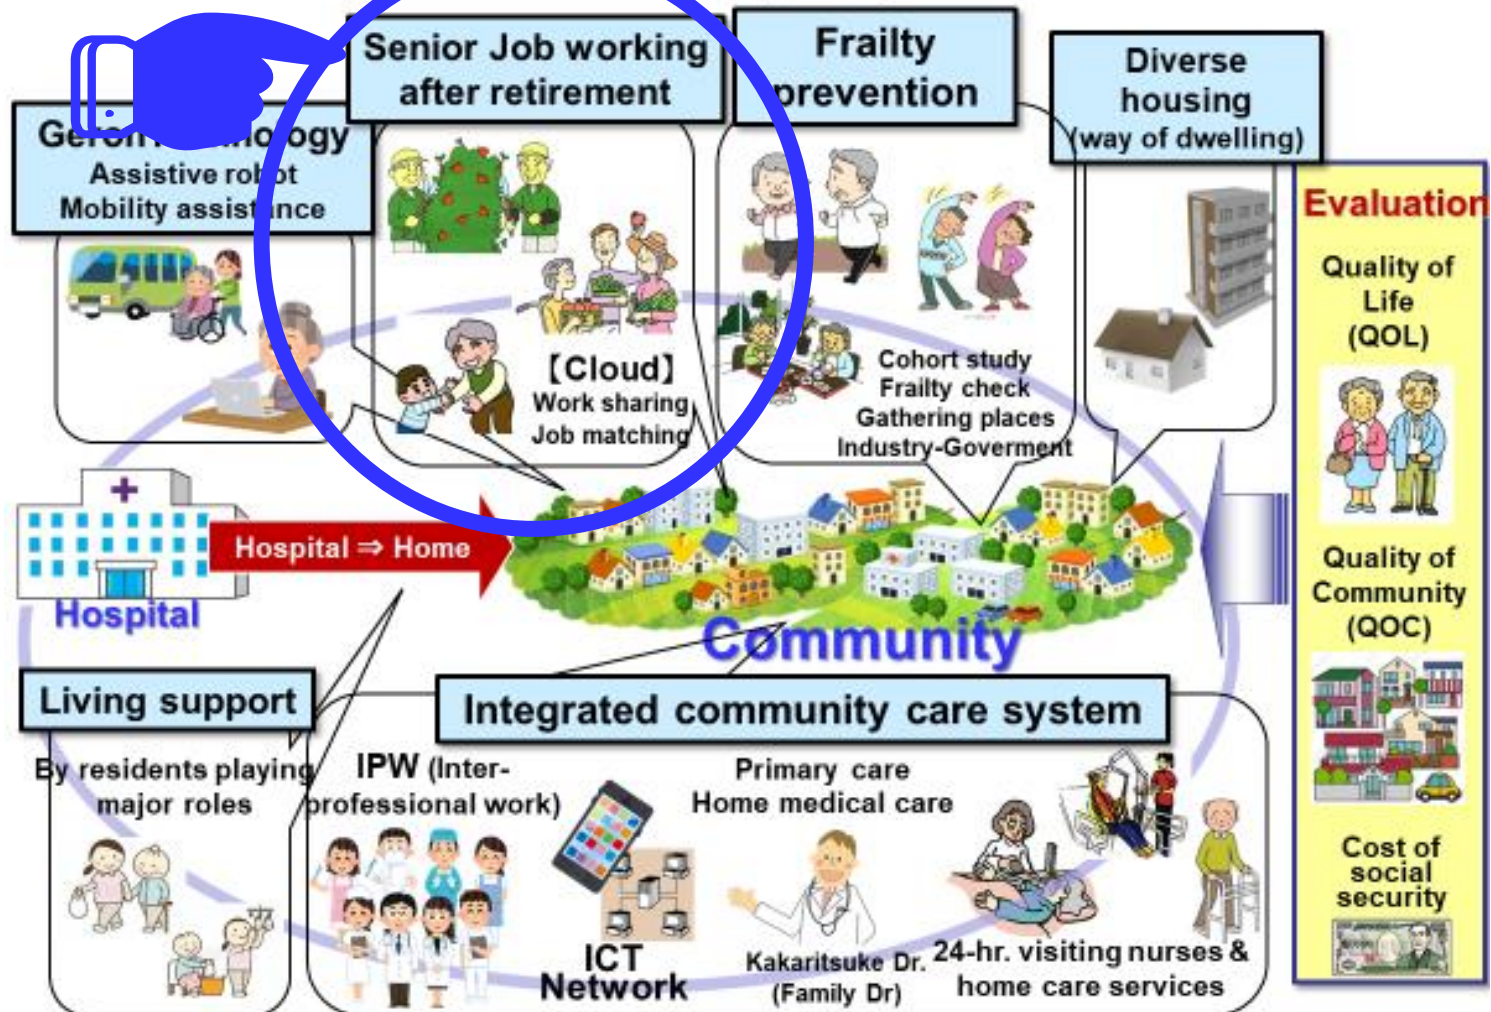 Senior Job working
after retirement
Frailty
prevention
Diverse
housing
(way of dwelling)
Assistive robot
Mobility assistance
【Cloud】
Work sharing
Job matching
Cohort study
Frailty check
Gathering places
Industry-Goverment
Evaluation
Quality of
Life
(QOL)
Quality of
Community
(QOC)
Cost of
social
security
Hospital ⇒ Home
Hospital
Community
Living support
By residents playing
major roles
Integrated community care system
IPW (Inter-
professional work)
ICT
Network
Primary care
Home medical care
Kakaritsuke Dr.
(Family Dr)
24-hr. visiting nurses &
home care services